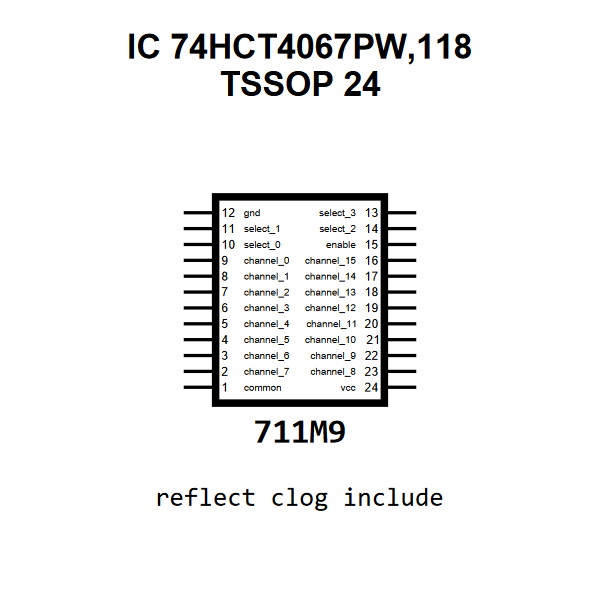 IC 74HCT4067PW,118
TSSOP 24
12 gnd select_3 13
11 select_1 select_2 14
10 select_0 enable 15
9 channel_0 channel_15 16
8 channel_1 channel_14 17
7 channel_2 channel_13 18
6 channel_3 channel_12 19
5 channel_4 channel_11 20
4 channel_5 channel_10 21
3 channel_6 channel_9 22
2 channel_7 channel_8 23
1 common vcc 24
711M9
reflect clog include